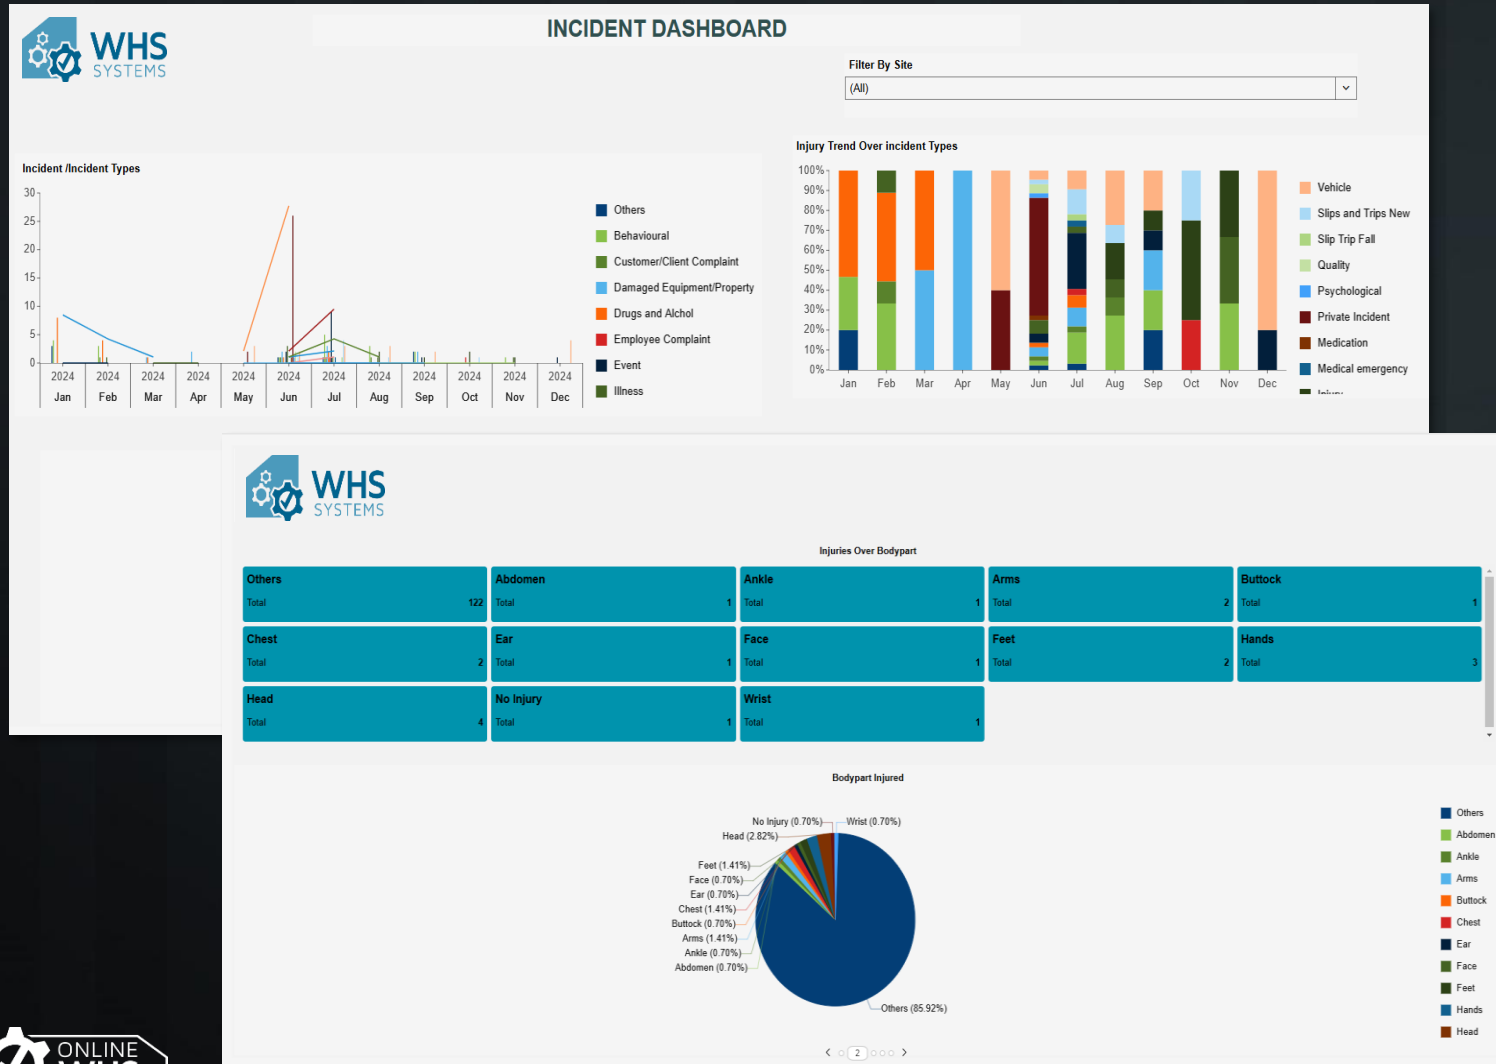 WHS
SYSTEMS
INCIDENT DASHBOARD
Filter By Site
(All)
Incident /Incident Types
30
25
20
15
10
5
0
2024 2024 2024 2024 2024 2024 2024 2024 2024 2024 2024 2024
Jan Feb Mar Apr May Jun Jul Aug Sep Oct Nov Dec
Others
Behavioural
Customer/Client Complaint
Damaged Equipment/Property
Drugs and Alchol
Employee Complaint
Event
Illness
Injury Trend Over incident Types
100%
90%
80%
70%
60%
50%
40%
30%
20%
10%
0%
Jan Feb Mar Apr May Jun Jul Aug Sep Oct Nov Dec
Vehicle
Slips and Trips New
Slip Trip Fall
Quality
Psychological
Private Incident
Medication
Medical emergency
WHS
SYSTEMS
Injuries Over Bodypart
Others
Total 122
Abdomen
Total 1
Ankle
Total 1
Arms
Total 2
Buttock
Total 1
Chest
Total 2
Ear
Total 1
Face
Total 1
Feet
Total 2
Hands
Total 3
Head
Total 4
No Injury
Total 1
Wrist
Total 1
Bodypart Injured
No Injury (0.70%)
Wrist (0.70%)
Head (2.82%)
Feet (1.41%)
Face (0.70%)
Ear (0.70%)
Chest (1.41%)
Buttock (0.70%)
Arms (1.41%)
Ankle (0.70%)
Abdomen (0.70%)
Others (85.92%)
Others
Abdomen
Ankle
Arms
Buttock
Chest
Ear
Face
Feet
Hands
Head
2
ONLINE
WHS